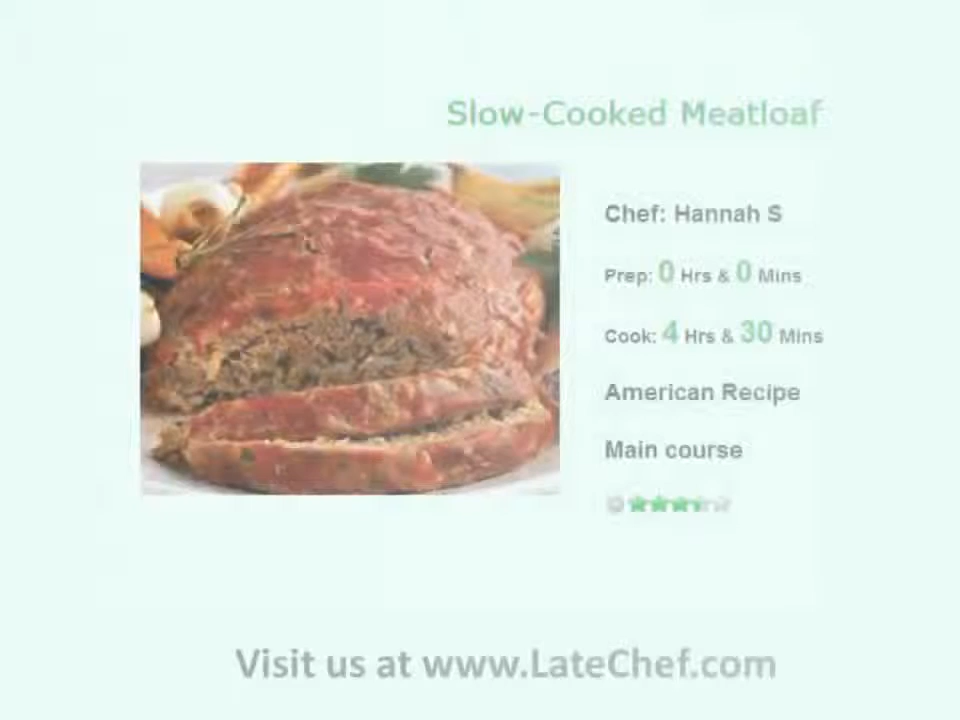 Slow-Cooked Meatloaf
Chef: Hannah S
Prep: 0 Hrs & 0 Mins
Cook: 4 Hrs & 30 Mins
American Recipe
Main course
Visit us at www.LateChef.com